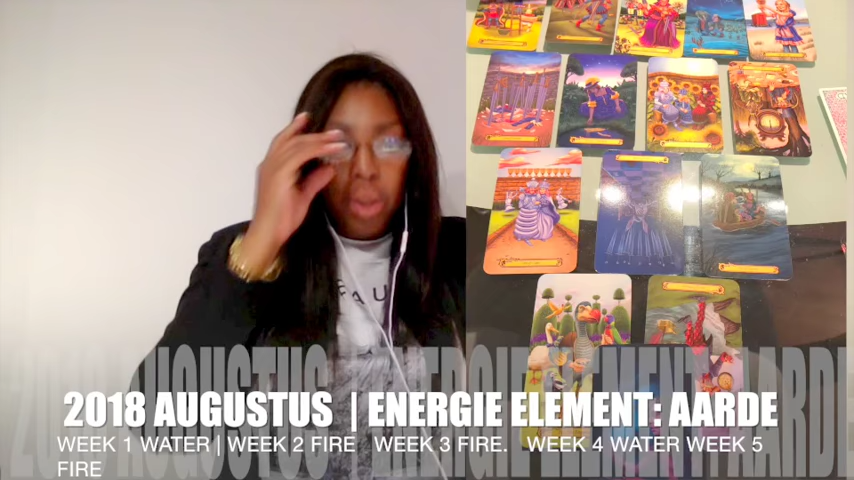 FAU
2018 AUGUSTUS | ENERGIE ELEMENT: AARDE
WEEK 1 WATER | WEEK 2 FIRE WEEK 3 FIRE. WEEK 4 WATER WEEK 5
FIRE